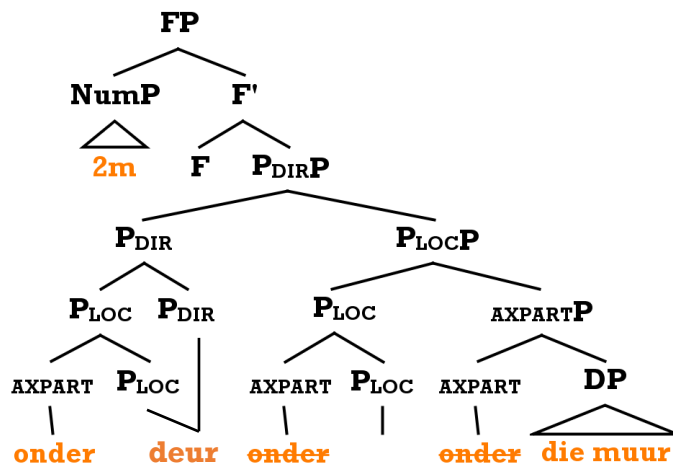 FP
NumP F'
2m F PDIRP
PDIR PLOCP
PLOC PDIR PLOC AXPARTP
AXPART PLOC AXPART PLOC AXPART DP
onder deur onder onder die muur